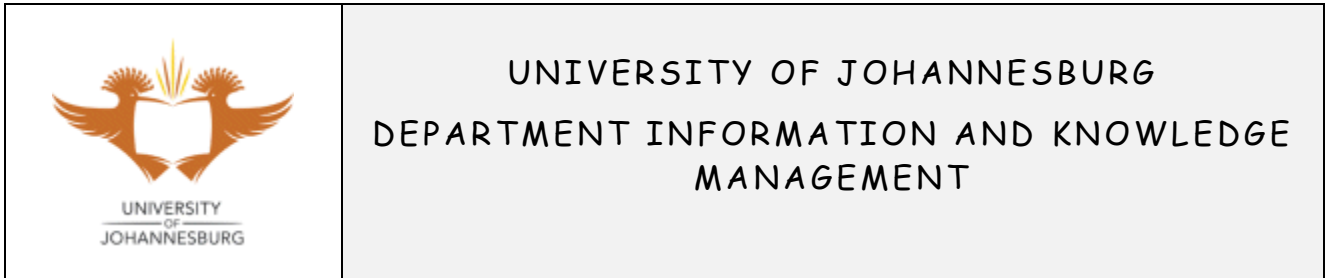 UNIVERSITY
OF
JOHANNESBURG
UNIVERSITY OF JOHANNESBURG
DEPARTMENT INFORMATION AND KNOWLEDGE
MANAGEMENT